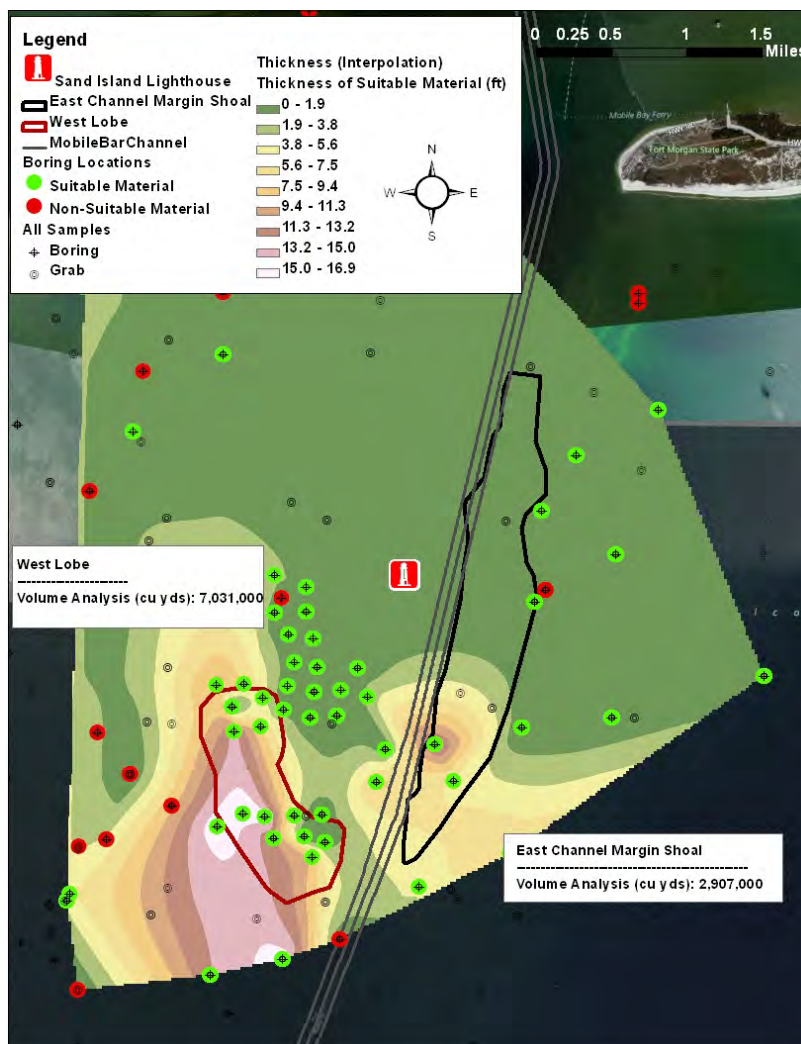 Legend
Sand Island Lighthouse
East Channel Margin Shoal
West Lobe
MobileBarChannel
Boring Locations
Suitable Material
Non-Suitable Material
All Samples
Boring
Grab
Thickness (Interpolation)
Thickness of Suitable Material (ft)
0 - 1.9
1.9 - 3.8
3.8 - 5.6
5.6 - 7.5
7.5 - 9.4
9.4 - 11.3
11.3 - 13.2
13.2 - 15.0
15.0 - 16.9
N
W E
S
0 0.25 0.5 1 1.5
Miles
Mobile Bay Ferry
Fort Morgan State Park
HW
West Lobe
-----------------------
Volume Analysis (cu yds): 7,031,000
l c o
East Channel Margin Shoal
------------------------------------------------
Volume Analysis (cu yds): 2,907,000